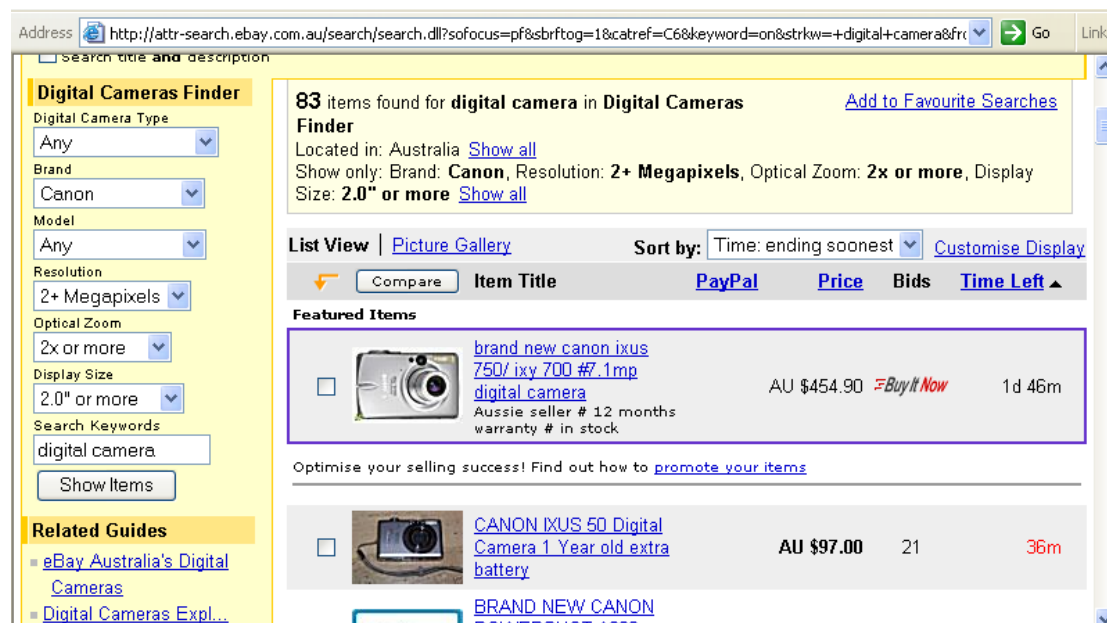 Address http://attr-search.ebay.com.au/search/search.dll?sofocus=pf&sbrftog=1&catref=C6&keyword=on&strkw=+digital+camera&frc Go Link
Search title and description
Digital Cameras Finder
Digital Camera Type
Any
Brand
Canon
Model
Any
Resolution
2+ Megapixels
Optical Zoom
2x or more
Display Size
2.0" or more
Search Keywords
digital camera
Show Items
Related Guides
eBay Australia's Digital
Cameras
Digital Cameras Expl...
83 items found for digital camera in Digital Cameras
Finder
Add to Favourite Searches
Located in: Australia Show all
Show only: Brand: Canon, Resolution: 2+ Megapixels, Optical Zoom: 2x or more, Display
Size: 2.0" or more Show all
List View | Picture Gallery Sort by: Time: ending soonest Customise Display
Compare Item Title PayPal Price Bids Time Left
Featured Items
brand new canon ixus
750/ ixy 700 #7.1mp
digital camera
Aussie seller # 12 months
warranty # in stock
AU $454.90 Buy It Now 1d 46m
Optimise your selling success! Find out how to promote your items
CANON IXUS 50 Digital
Camera 1 Year old extra
battery
AU $97.00 21 36m
BRAND NEW CANON